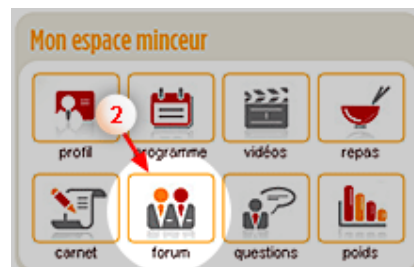 Mon espace minceur
2
profil programme vidéos repas
carnet forum questions poids